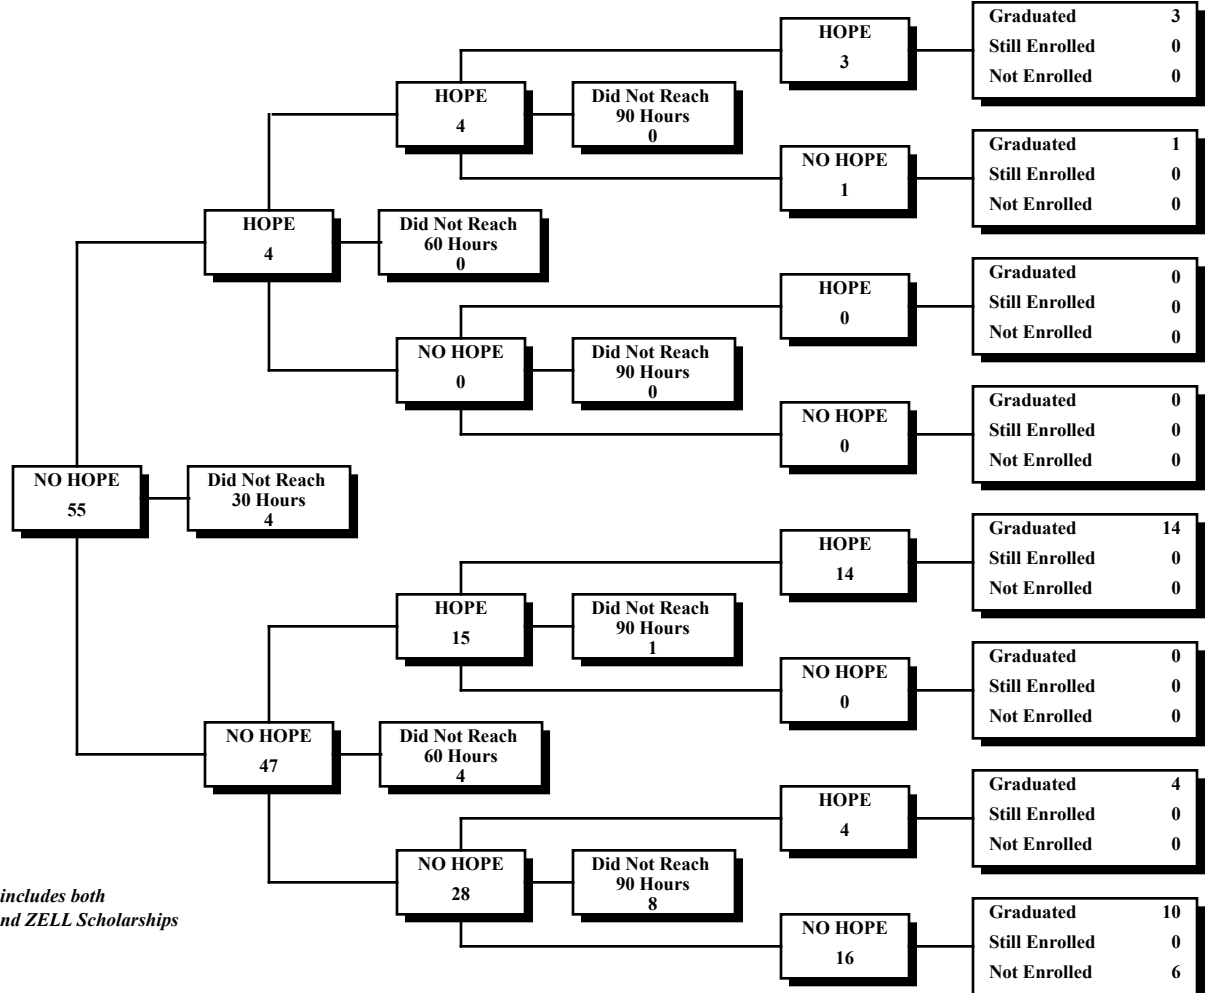 HOPE
3
Graduated 3
Still Enrolled 0
Not Enrolled 0
HOPE
4
Did Not Reach
90 Hours
0
NO HOPE
1
Graduated 1
Still Enrolled 0
Not Enrolled 0
HOPE
4
Did Not Reach
60 Hours
0
HOPE
0
Graduated 0
Still Enrolled 0
Not Enrolled 0
NO HOPE
0
Did Not Reach
90 Hours
0
NO HOPE
0
Graduated 0
Still Enrolled 0
Not Enrolled 0
NO HOPE
55
Did Not Reach
30 Hours
4
HOPE
14
Graduated 14
Still Enrolled 0
Not Enrolled 0
HOPE
15
Did Not Reach
90 Hours
1
NO HOPE
0
Graduated 0
Still Enrolled 0
Not Enrolled 0
NO HOPE
47
Did Not Reach
60 Hours
4
HOPE
4
Graduated 4
Still Enrolled 0
Not Enrolled 0
NO HOPE
28
Did Not Reach
90 Hours
8
NO HOPE
16
Graduated 10
Still Enrolled 0
Not Enrolled 6
includes both
nd ZELL Scholarships